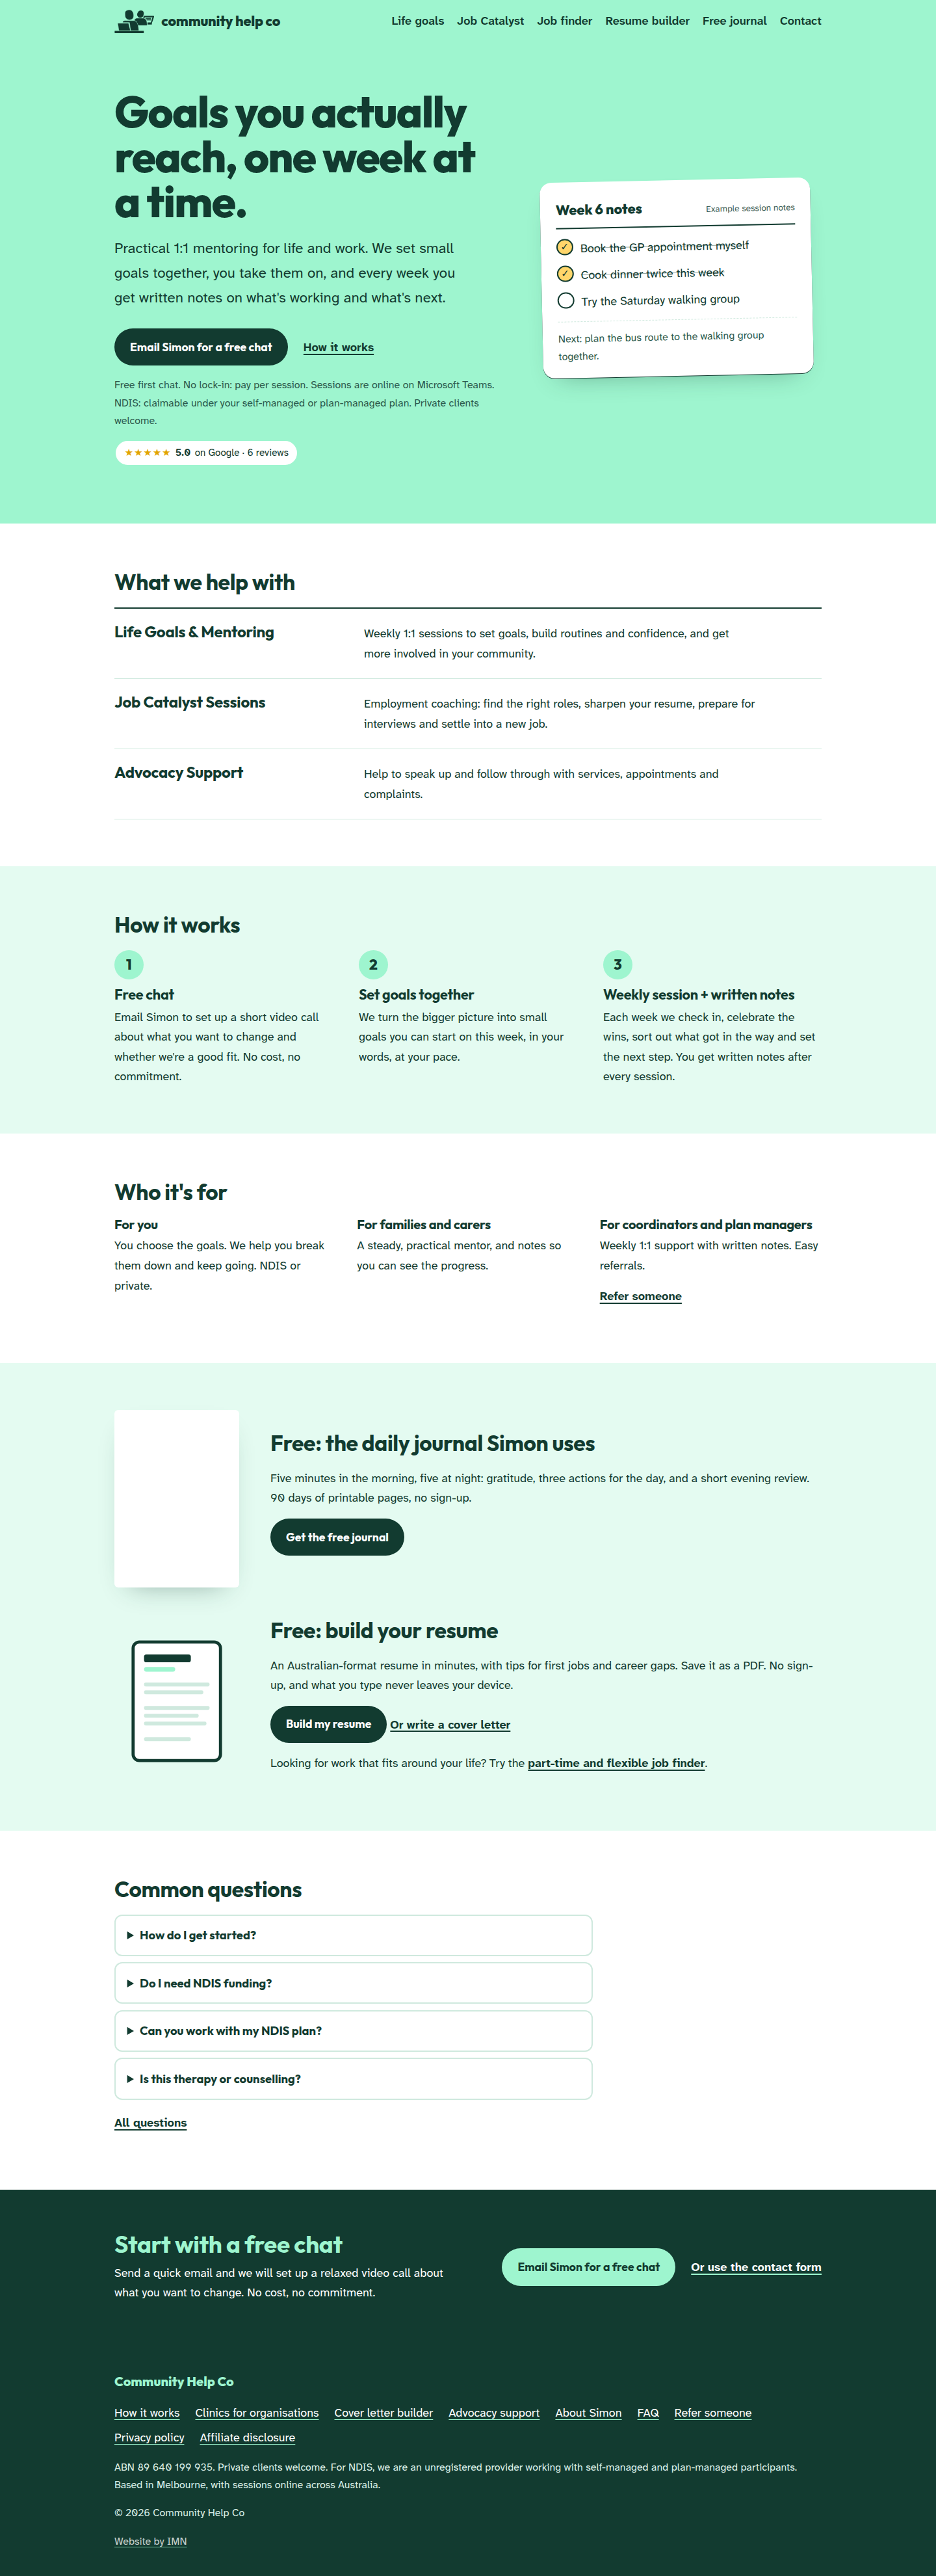 community help co
Life goals Job Catalyst Job finder Resume builder Free journal Contact
Goals you actually
reach, one week at
a time.
Practical 1:1 mentoring for life and work. We set small
goals together, you take them on, and every week you
get written notes on what's working and what's next.
Email Simon for a free chat How it works
Free first chat. No lock-in: pay per session. Sessions are online on Microsoft Teams.
NDIS: claimable under your self-managed or plan-managed plan. Private clients
welcome.
★★★★★ 5.0 on Google · 6 reviews
Week 6 notes Example session notes
✓ Book the GP appointment myself
✓ Cook dinner twice this week
Try the Saturday walking group
Next: plan the bus route to the walking group
together.
What we help with
Life Goals & Mentoring
Weekly 1:1 sessions to set goals, build routines and confidence, and get
more involved in your community.
Job Catalyst Sessions
Employment coaching: find the right roles, sharpen your resume, prepare for
interviews and settle into a new job.
Advocacy Support
Help to speak up and follow through with services, appointments and
complaints.
How it works
1
Free chat
Email Simon to set up a short video call
about what you want to change and
whether we're a good fit. No cost, no
commitment.
2
Set goals together
We turn the bigger picture into small
goals you can start on this week, in your
words, at your pace.
3
Weekly session + written notes
Each week we check in, celebrate the
wins, sort out what got in the way and set
the next step. You get written notes after
every session.
Who it's for
For you
You choose the goals. We help you break
them down and keep going. NDIS or
private.
For families and carers
A steady, practical mentor, and notes so
you can see the progress.
For coordinators and plan managers
Weekly 1:1 support with written notes. Easy
referrals.
Refer someone
Free: the daily journal Simon uses
Five minutes in the morning, five at night: gratitude, three actions for the day, and a short evening review.
90 days of printable pages, no sign-up.
Get the free journal
Free: build your resume
An Australian-format resume in minutes, with tips for first jobs and career gaps. Save it as a PDF. No sign-
up, and what you type never leaves your device.
Build my resume Or write a cover letter
Looking for work that fits around your life? Try the part-time and flexible job finder.
Common questions
▶ How do I get started?
▶ Do I need NDIS funding?
▶ Can you work with my NDIS plan?
▶ Is this therapy or counselling?
All questions
Start with a free chat
Send a quick email and we will set up a relaxed video call about
what you want to change. No cost, no commitment.
Email Simon for a free chat Or use the contact form
Community Help Co
How it works Clinics for organisations Cover letter builder Advocacy support About Simon FAQ Refer someone
Privacy policy Affiliate disclosure
ABN 89 640 199 935. Private clients welcome. For NDIS, we are an unregistered provider working with self-managed and plan-managed participants.
Based in Melbourne, with sessions online across Australia.
© 2026 Community Help Co
Website by IMN